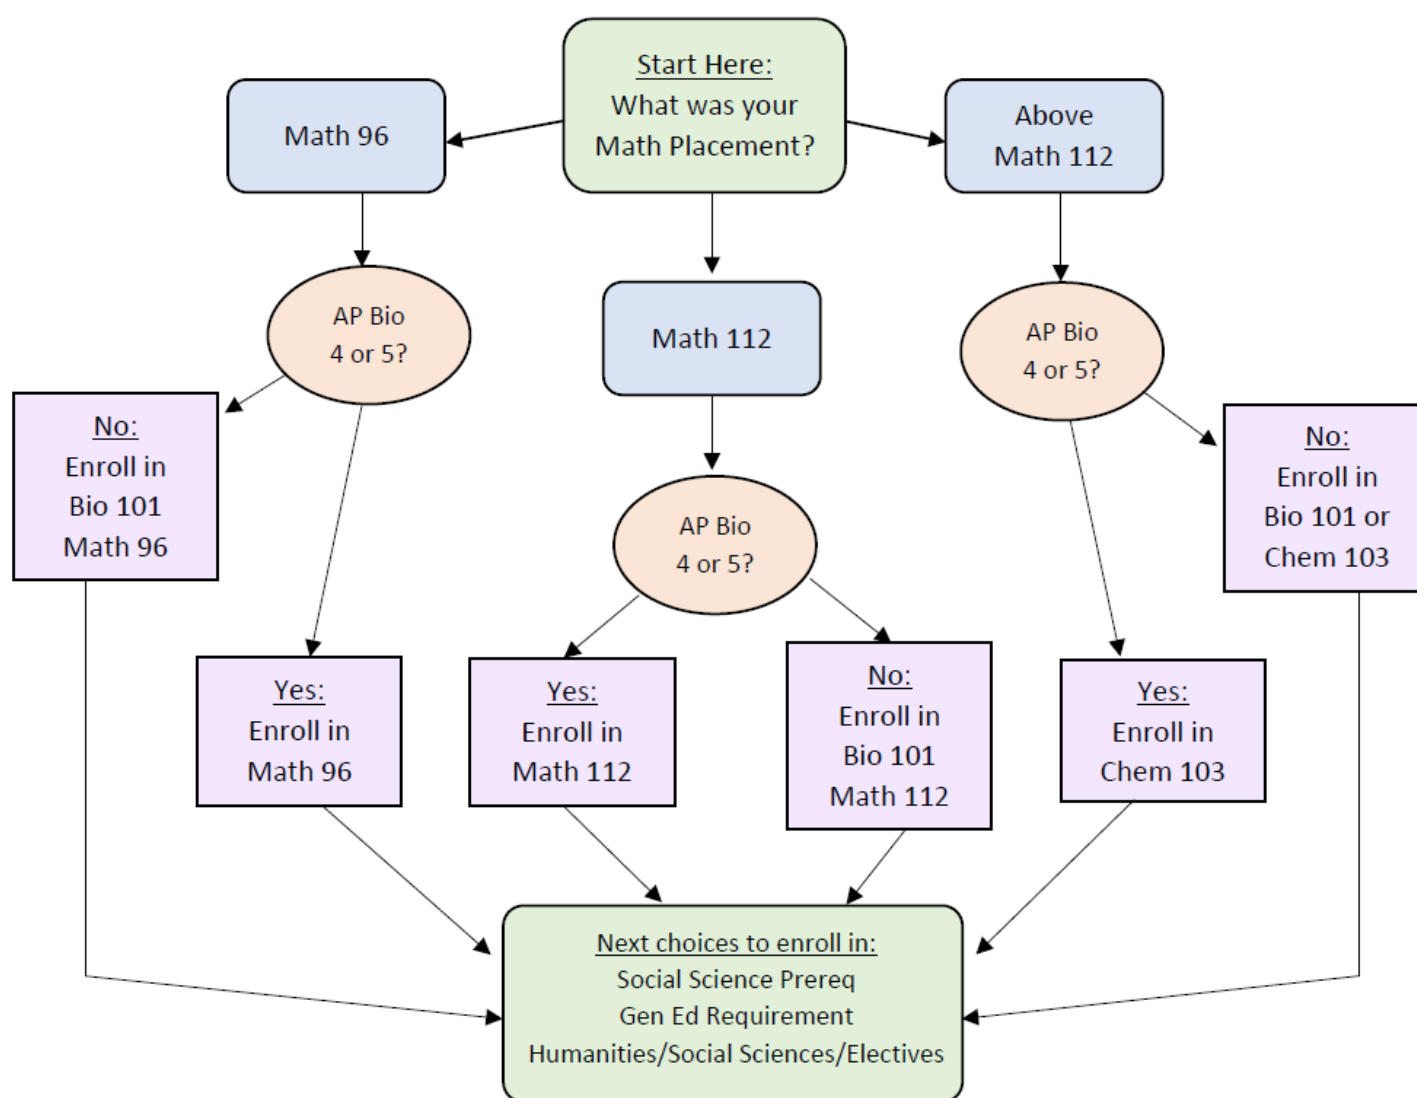 Start Here:
What was your
Math Placement?
Math 96
Above
Math 112
AP Bio
4 or 5?
Math 112
AP Bio
4 or 5?
No:
Enroll in
Bio 101
Math 96
No:
Enroll in
Bio 101 or
Chem 103
AP Bio
4 or 5?
Yes:
Enroll in
Math 96
Yes:
Enroll in
Math 112
No:
Enroll in
Bio 101
Math 112
Yes:
Enroll in
Chem 103
Next choices to enroll in:
Social Science Prereq
Gen Ed Requirement
Humanities/Social Sciences/Electives